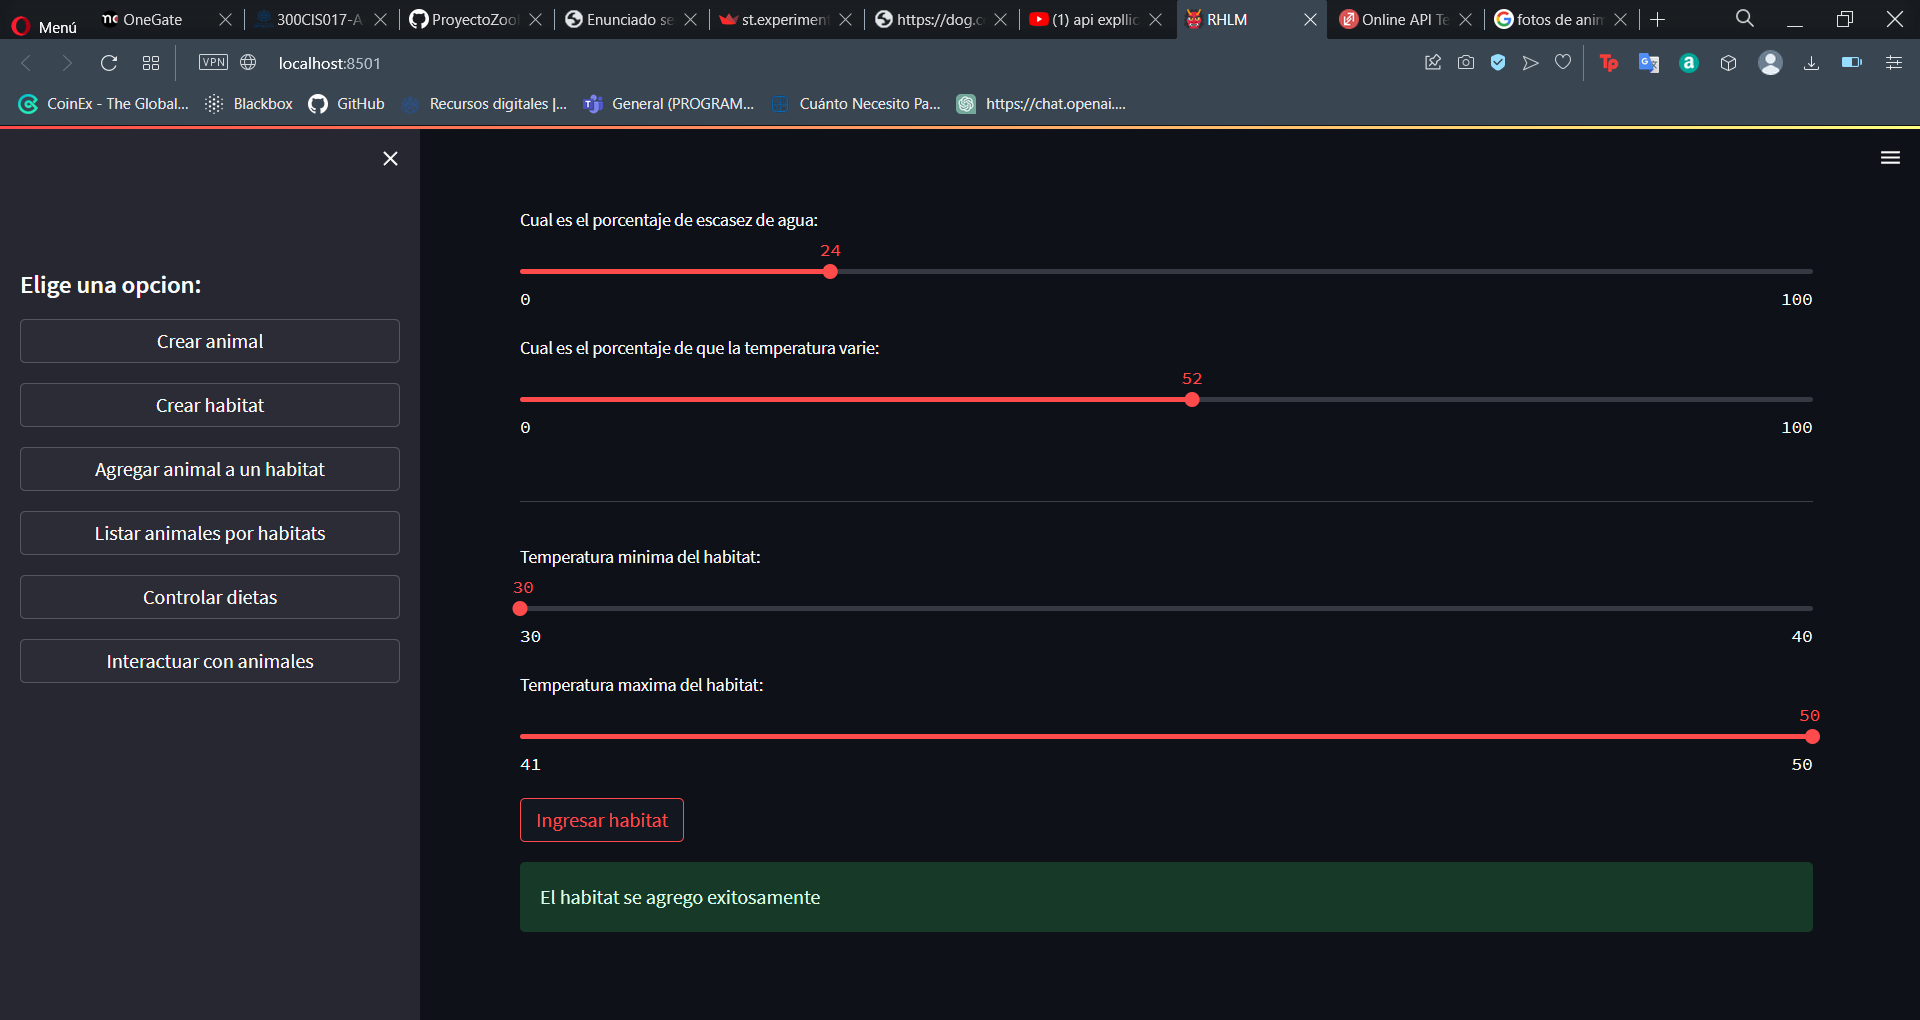 Menú
OneGate
300CIS017-A
ProyectoZool
Enunciado se
st.experimen
https://dog.c
(1) api expllic
RHLM
Online API Te
fotos de anim
VPN
localhost:8501
CoinEx - The Global...
Blackbox
GitHub
Recursos digitales |...
General (PROGRAM...
Cuánto Necesito Pa...
https://chat.openai....
Elige una opcion:
Crear animal
Crear habitat
Agregar animal a un habitat
Listar animales por habitats
Controlar dietas
Interactuar con animales
Cual es el porcentaje de escasez de agua:
24
0 100
Cual es el porcentaje de que la temperatura varie:
52
0 100
Temperatura minima del habitat:
30
30 40
Temperatura maxima del habitat:
50
41 50
Ingresar habitat
El habitat se agrego exitosamente